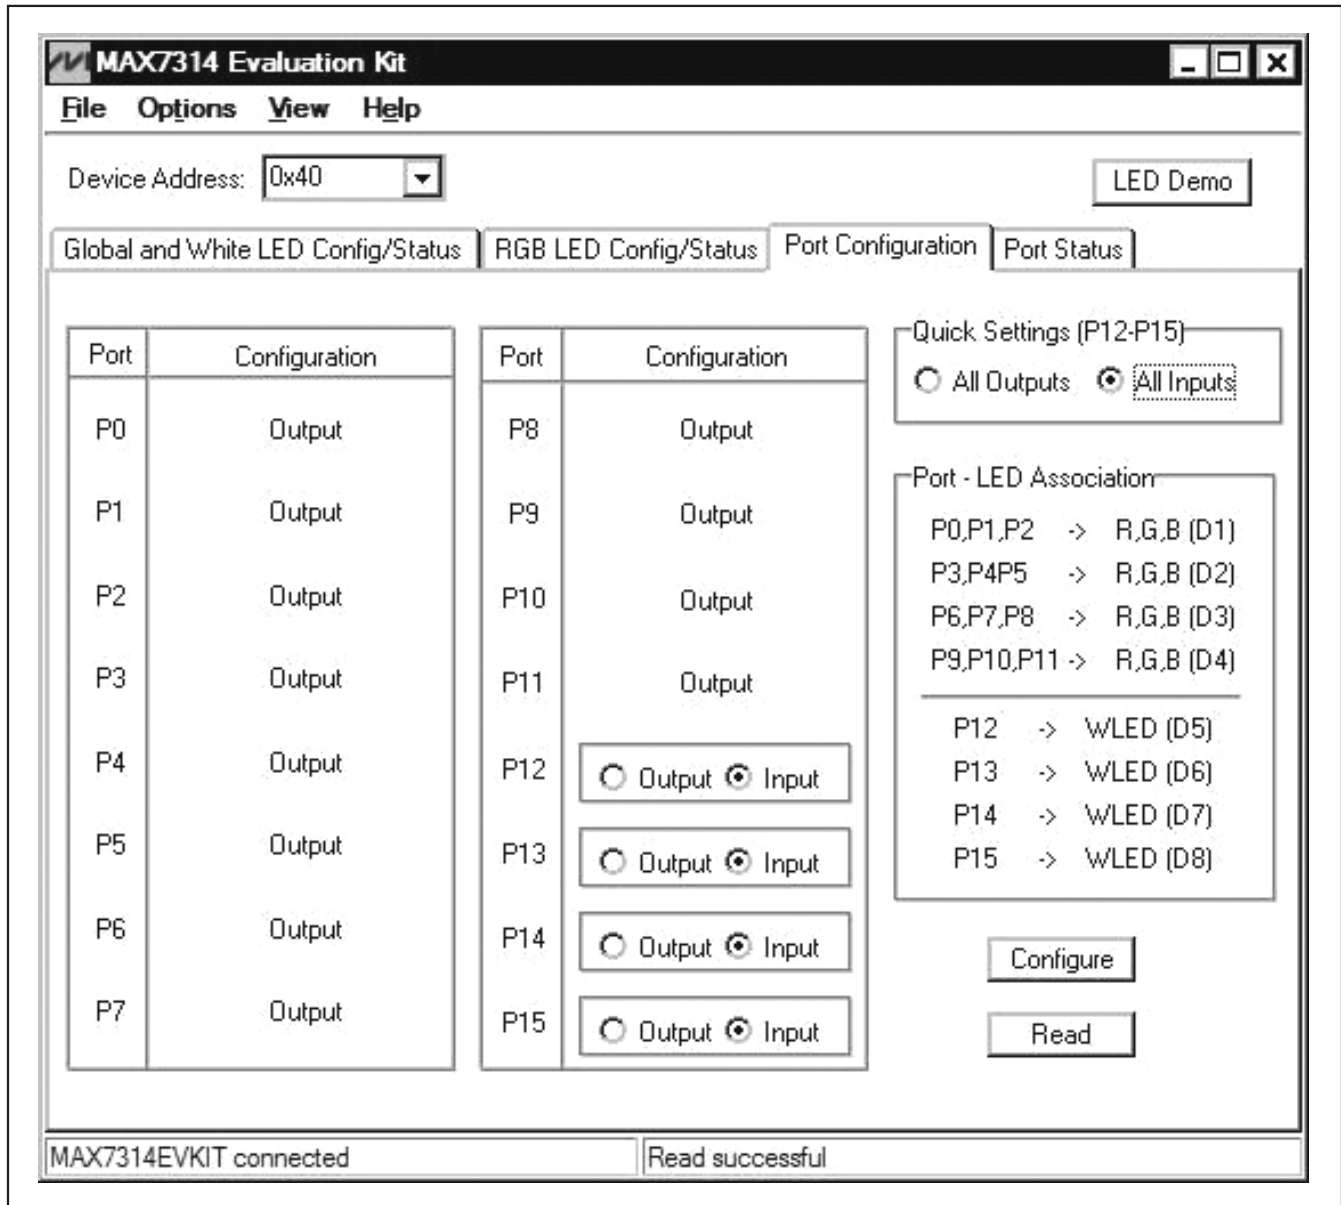 MAX7314 Evaluation Kit
File Options View Help
Device Address: 0x40 LED Demo
Global and White LED Config/Status RGB LED Config/Status Port Configuration Port Status
Port Configuration
P0 Output
P1 Output
P2 Output
P3 Output
P4 Output
P5 Output
P6 Output
P7 Output
Port Configuration
P8 Output
P9 Output
P10 Output
P11 Output
P12 Output Input
P13 Output Input
P14 Output Input
P15 Output Input
Quick Settings (P12-P15)
All Outputs All Inputs
Port - LED Association
P0,P1,P2 -> R,G,B (D1)
P3,P4P5 -> R,G,B (D2)
P6,P7,P8 -> R,G,B (D3)
P9,P10,P11 -> R,G,B (D4)
P12 -> WLED (D5)
P13 -> WLED (D6)
P14 -> WLED (D7)
P15 -> WLED (D8)
Configure
Read
MAX7314EVKIT connected Read successful